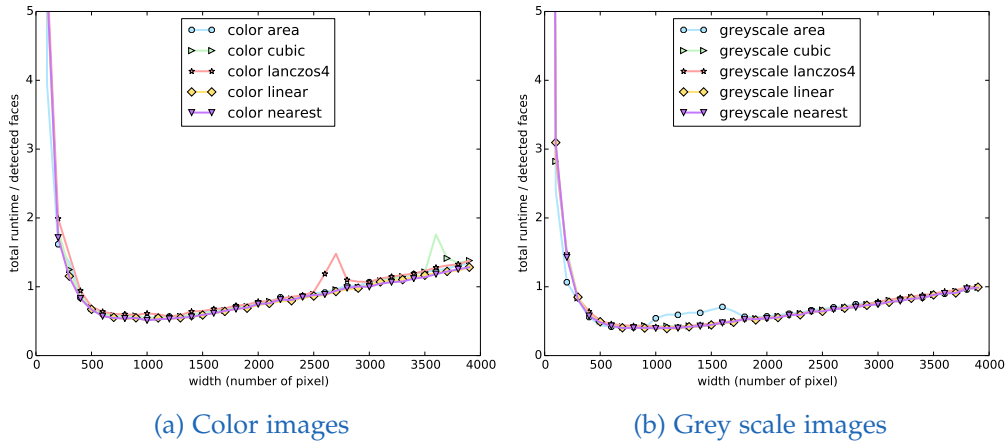 5
4
3
2
1
0
total runtime / detected faces
color area
color cubic
color lanczos4
color linear
color nearest
0 500 1000 1500 2000 2500 3000 3500 4000
width (number of pixel)
(a) Color images
5
4
3
2
1
0
total runtime / detected faces
greyscale area
greyscale cubic
greyscale lanczos4
greyscale linear
greyscale nearest
0 500 1000 1500 2000 2500 3000 3500 4000
width (number of pixel)
(b) Grey scale images